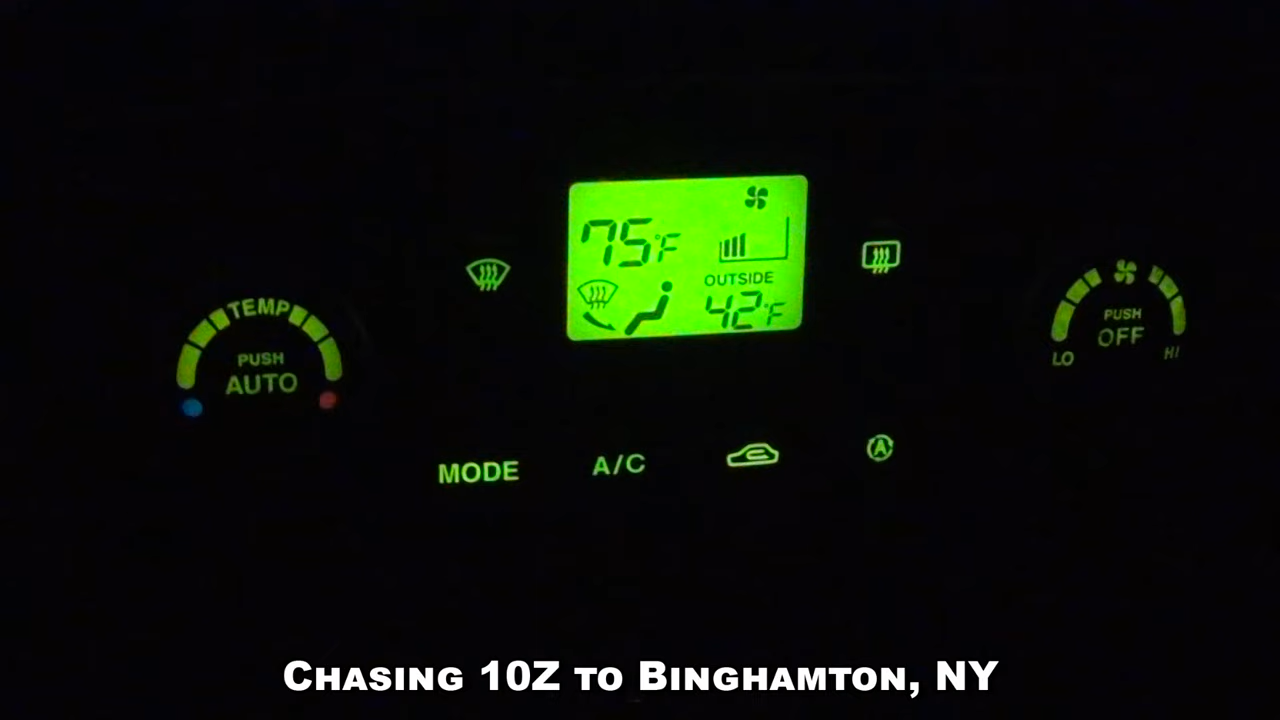 75°F
OUTSIDE
42°F
TEMP
PUSH
AUTO
PUSH
OFF
LO
HI
MODE
A/C
A
Chasing 10Z to Binghamton, NY